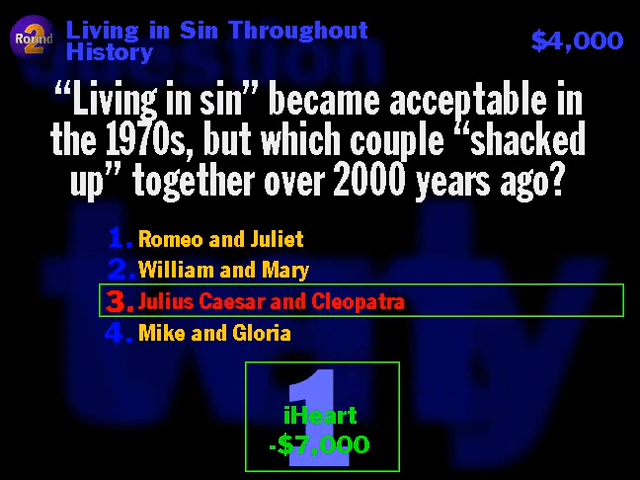 Round 2
Living in Sin Throughout
History
$4,000
“Living in sin” became acceptable in
the 1970s, but which couple “shacked
up” together over 2000 years ago?
1. Romeo and Juliet
2. William and Mary
3. Julius Caesar and Cleopatra
4. Mike and Gloria
1
iHeart
-$7,000